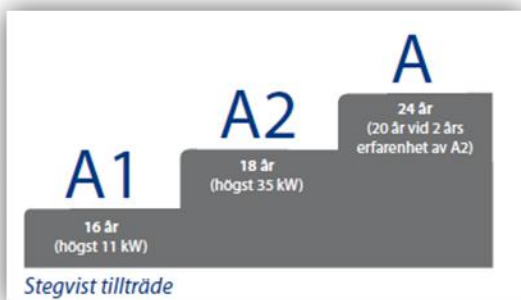 A
24 år
(20 år vid 2 års
erfarenhet av A2)
A2
18 år
(högst 35 kW)
A1
16 år
(högst 11 kW)
Stegvist tillträde